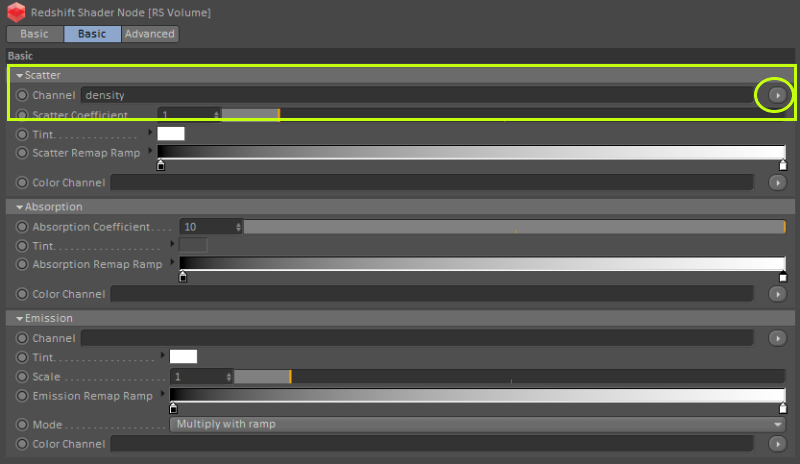 Redshift Shader Node [RS Volume]
Basic Basic Advanced
Basic
Scatter
Channel density
Scatter Coefficient 1
Tint. . . . . . . . . . . . . .
Scatter Remap Ramp
Color Channel
Absorption
Absorption Coefficient. . . . 10
Tint. . . . . . . . . . . . . . . . .
Absorption Remap Ramp
Color Channel
Emission
Channel
Tint. . . . . . . . . . . . . . . .
Scale . . . . . . . . . . . . . . . 1
Emission Remap Ramp
Mode . . . . . . . . . . . . . . . Multiply with ramp
Color Channel